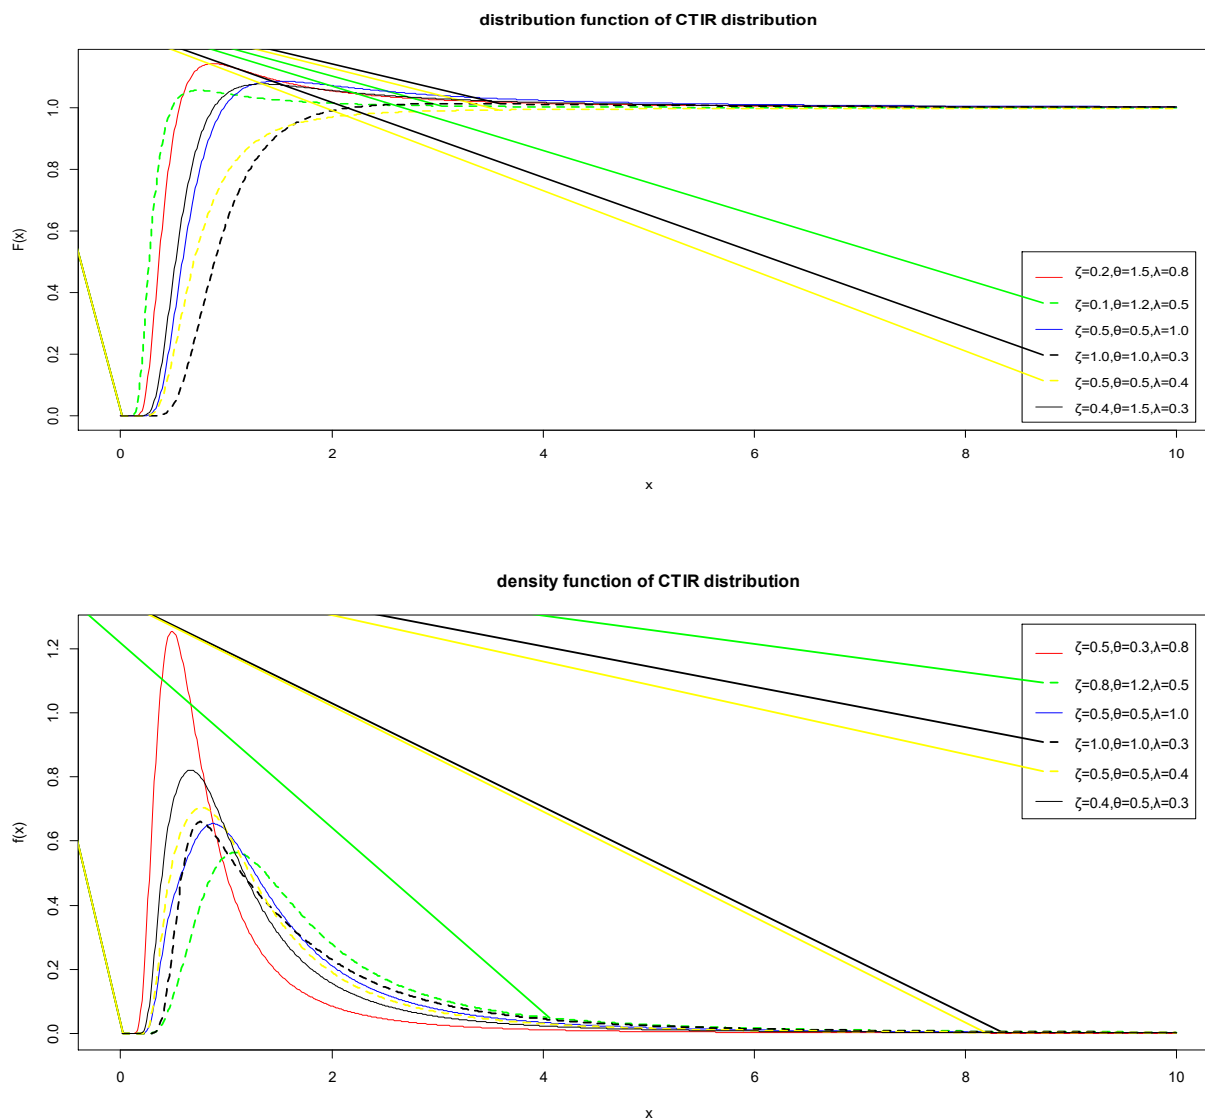 distribution function of CTIR distribution
F(x)
0.0 0.2 0.4 0.6 0.8 1.0
0 2 4 6 8 10
x
ζ=0.2,θ=1.5,λ=0.8
ζ=0.1,θ=1.2,λ=0.5
ζ=0.5,θ=0.5,λ=1.0
ζ=1.0,θ=1.0,λ=0.3
ζ=0.5,θ=0.5,λ=0.4
ζ=0.4,θ=1.5,λ=0.3
density function of CTIR distribution
f(x)
0.0 0.2 0.4 0.6 0.8 1.0 1.2
0 2 4 6 8 10
x
ζ=0.5,θ=0.3,λ=0.8
ζ=0.8,θ=1.2,λ=0.5
ζ=0.5,θ=0.5,λ=1.0
ζ=1.0,θ=1.0,λ=0.3
ζ=0.5,θ=0.5,λ=0.4
ζ=0.4,θ=0.5,λ=0.3